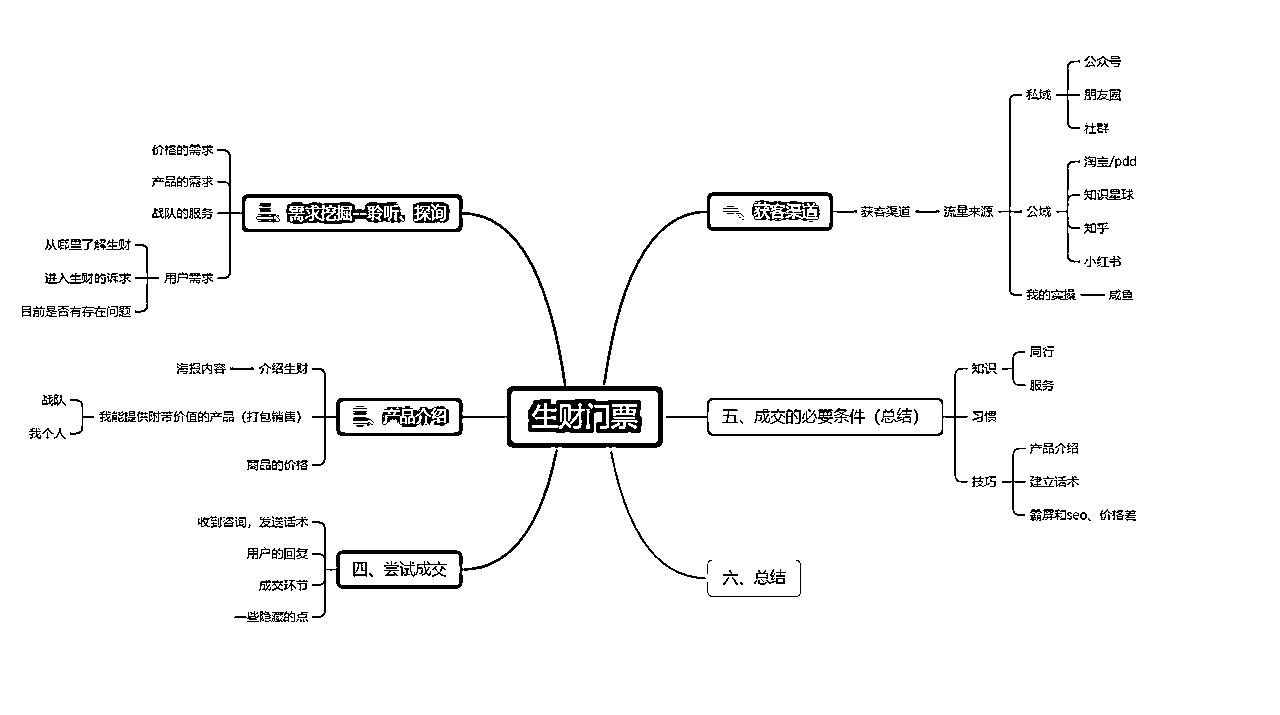 生财门票
获客渠道
获客渠道
流量来源
私域
公众号
朋友圈
社群
公域
淘宝/pdd
知识星球
知乎
小红书
我的实操
咸鱼
二、需求挖掘—聆听、探询
价格的需求
产品的需求
战队的服务
用户需求
从哪里了解生财
进入生财的诉求
目前是否有存在问题
三、产品介绍
介绍生财
海报内容
我能提供附带价值的产品（打包销售）
战队
我个人
商品的价格
四、尝试成交
收到咨询，发送话术
用户的回复
成交环节
一些隐藏的点
五、成交的必要条件（总结）
知识
同行
服务
习惯
技巧
产品介绍
建立话术
霸屏和seo、价格差
六、总结